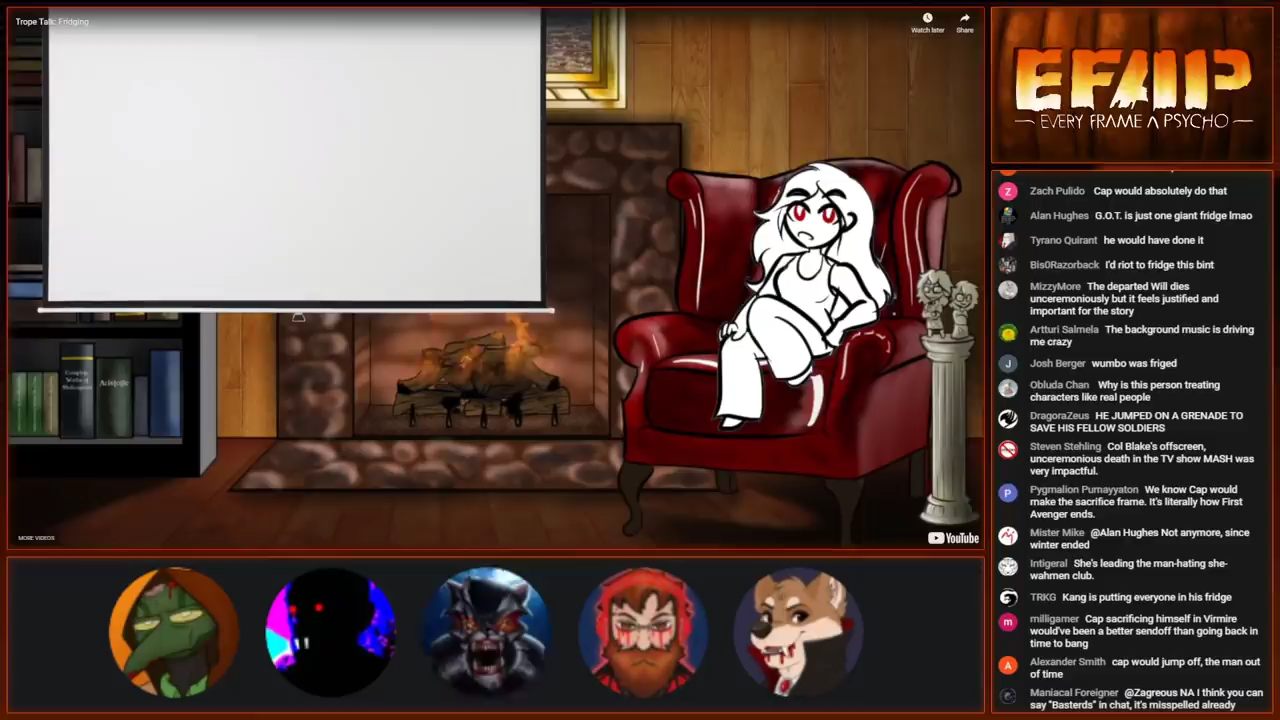 Trope Talk: Fridging
Watch later
Share
MORE VIDEOS
YouTube
EFAP
EVERY FRAME A PSYCHO
Zach Pulido Cap would absolutely do that
Alan Hughes G.O.T. is just one giant fridge lmao
Tyrano Quirant he would have done it
Bis0Razorback I'd riot to fridge this bint
MizzyMore The departed Will dies
unceremoniously but it feels justified and
important for the story
Artturi Salmela The background music is driving
me crazy
Josh Berger wumbo was friged
Obluda Chan Why is this person treating
characters like real people
DragoraZeus HE JUMPED ON A GRENADE TO
SAVE HIS FELLOW SOLDIERS
Steven Stehling Col Blake's offscreen,
unceremonious death in the TV show MASH was
very impactful.
Pygmalion Pumayyaton We know Cap would
make the sacrifice frame. It's literally how First
Avenger ends.
Mister Mike @Alan Hughes Not anymore, since
winter ended
Intigeral She's leading the man-hating she-
wahmen club.
TRKG Kang is putting everyone in his fridge
milligamer Cap sacrificing himself in Virmire
would've been a better sendoff than going back in
time to bang
Alexander Smith cap would jump off, the man out
of time
Maniacal Foreigner @Zagreous NA I think you can
say "Basterds" in chat, it's misspelled already